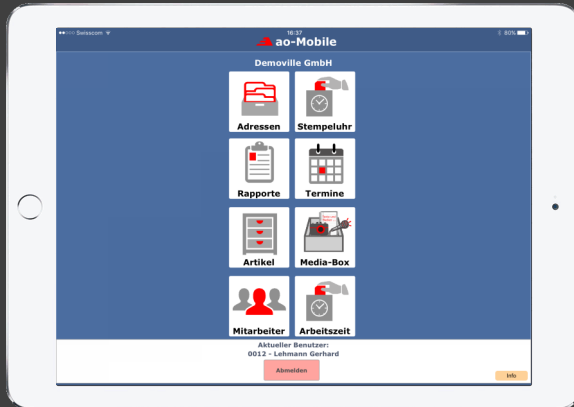 Swisscom
16:37
80%
ao-Mobile
Demoville GmbH
Adressen
Stempeluhr
Rapporte
Termine
Artikel
Media-Box
Mitarbeiter
Arbeitszeit
Aktueller Benutzer:
0012 - Lehmann Gerhard
Abmelden
Info